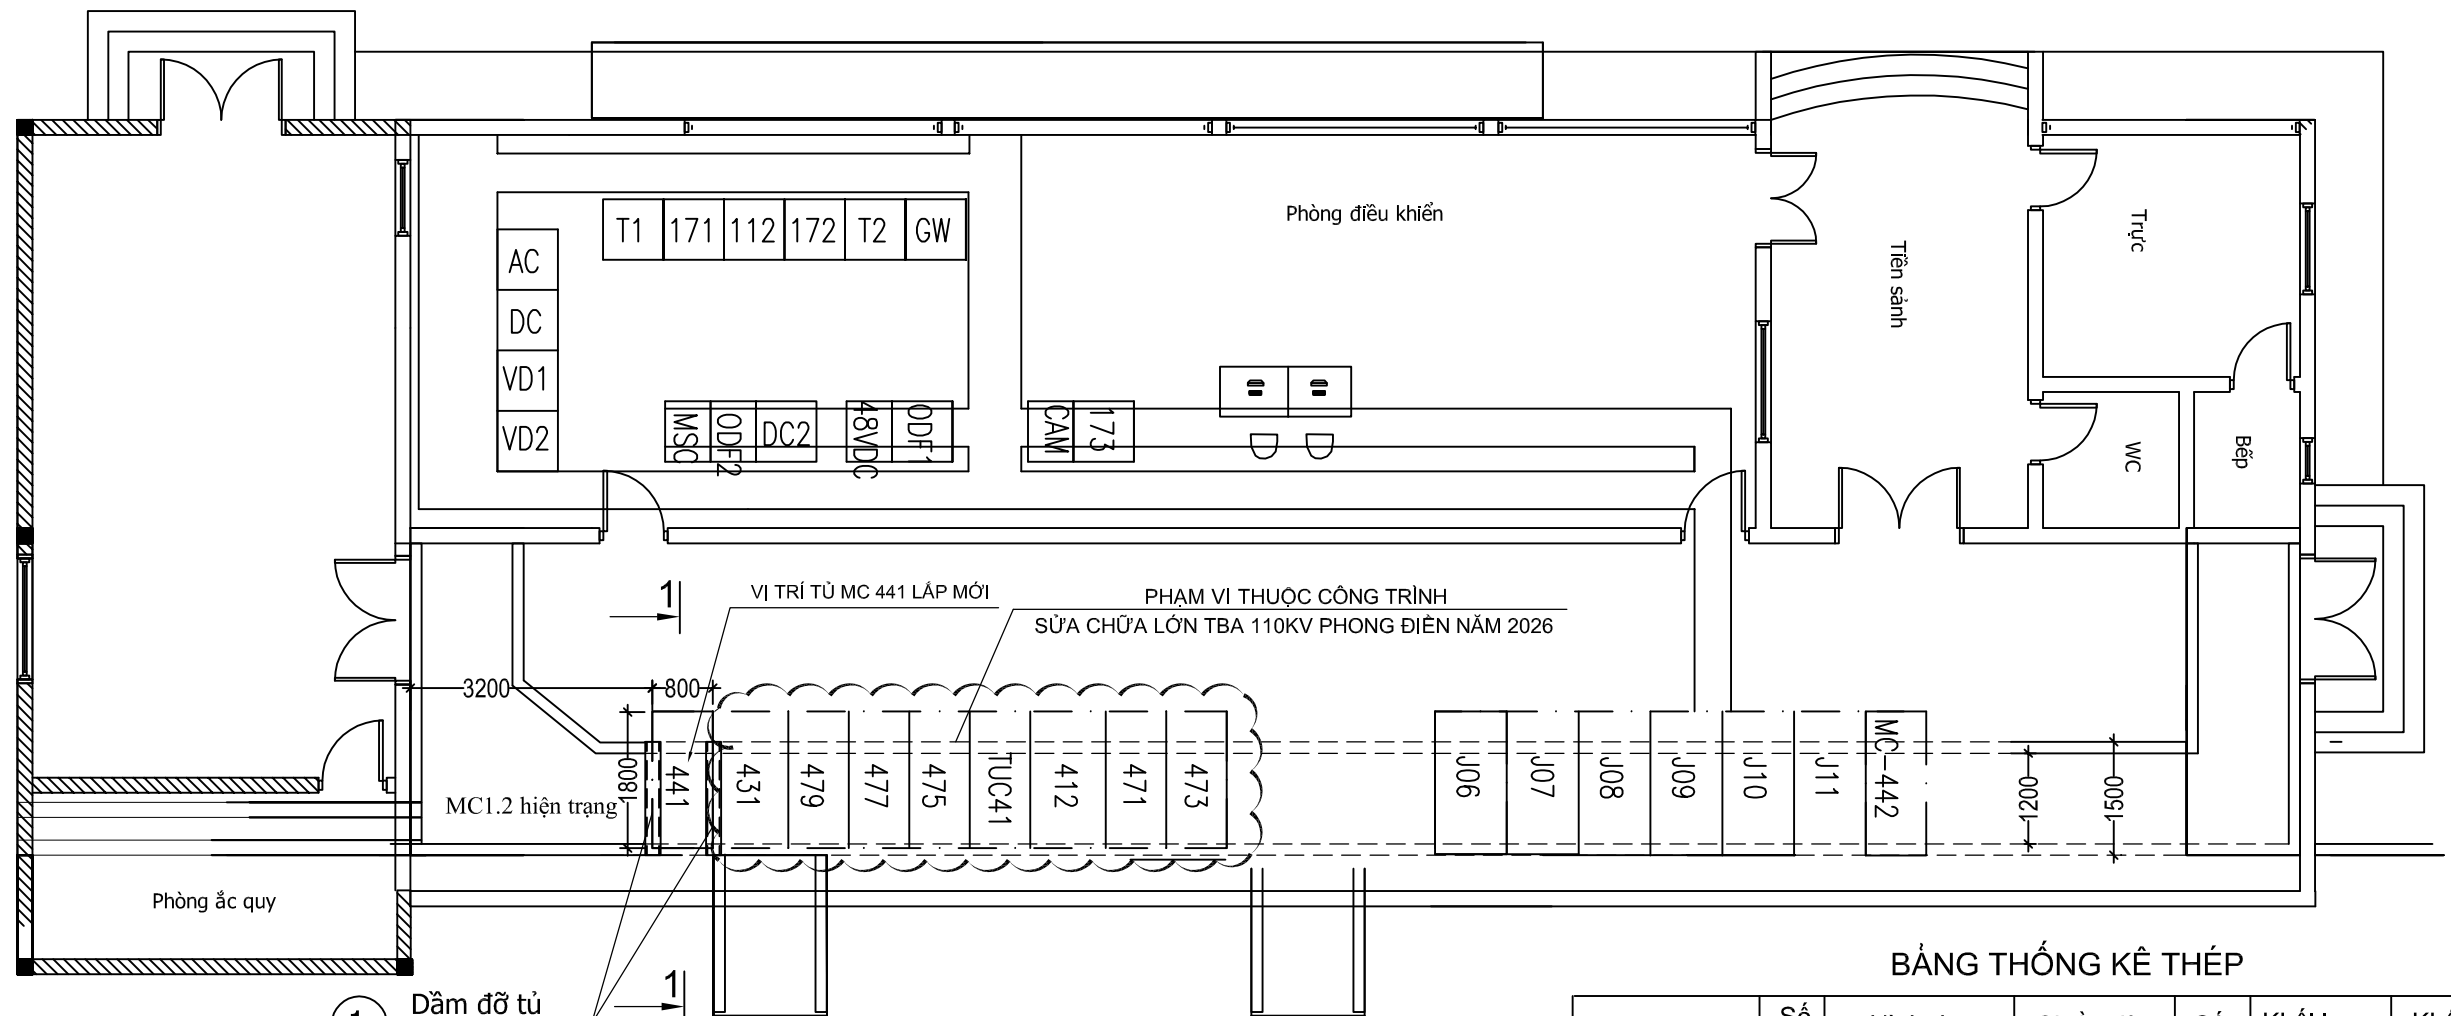 T1 171 112 172 T2 GW
AC
DC
VD1
VD2
MSC
ODF2
DC2
48VDC
ODF1
CAM
173
Phòng điều khiển
Tiền sảnh
Trực
WC
Bếp
1
VỊ TRÍ TỦ MC 441 LẮP MỚI
PHẠM VI THUỘC CÔNG TRÌNH
SỬA CHỮA LỚN TBA 110KV PHONG ĐIỀN NĂM 2026
3200
800
1800
MC1.2 hiện trạng
441
431
479
477
475
TUC41
412
471
473
J06
J07
J08
J09
J10
J11
MC-442
1200
1500
Phòng ắc quy
1
1
Dầm đỡ tủ
BẢNG THỐNG KÊ THÉP
Số